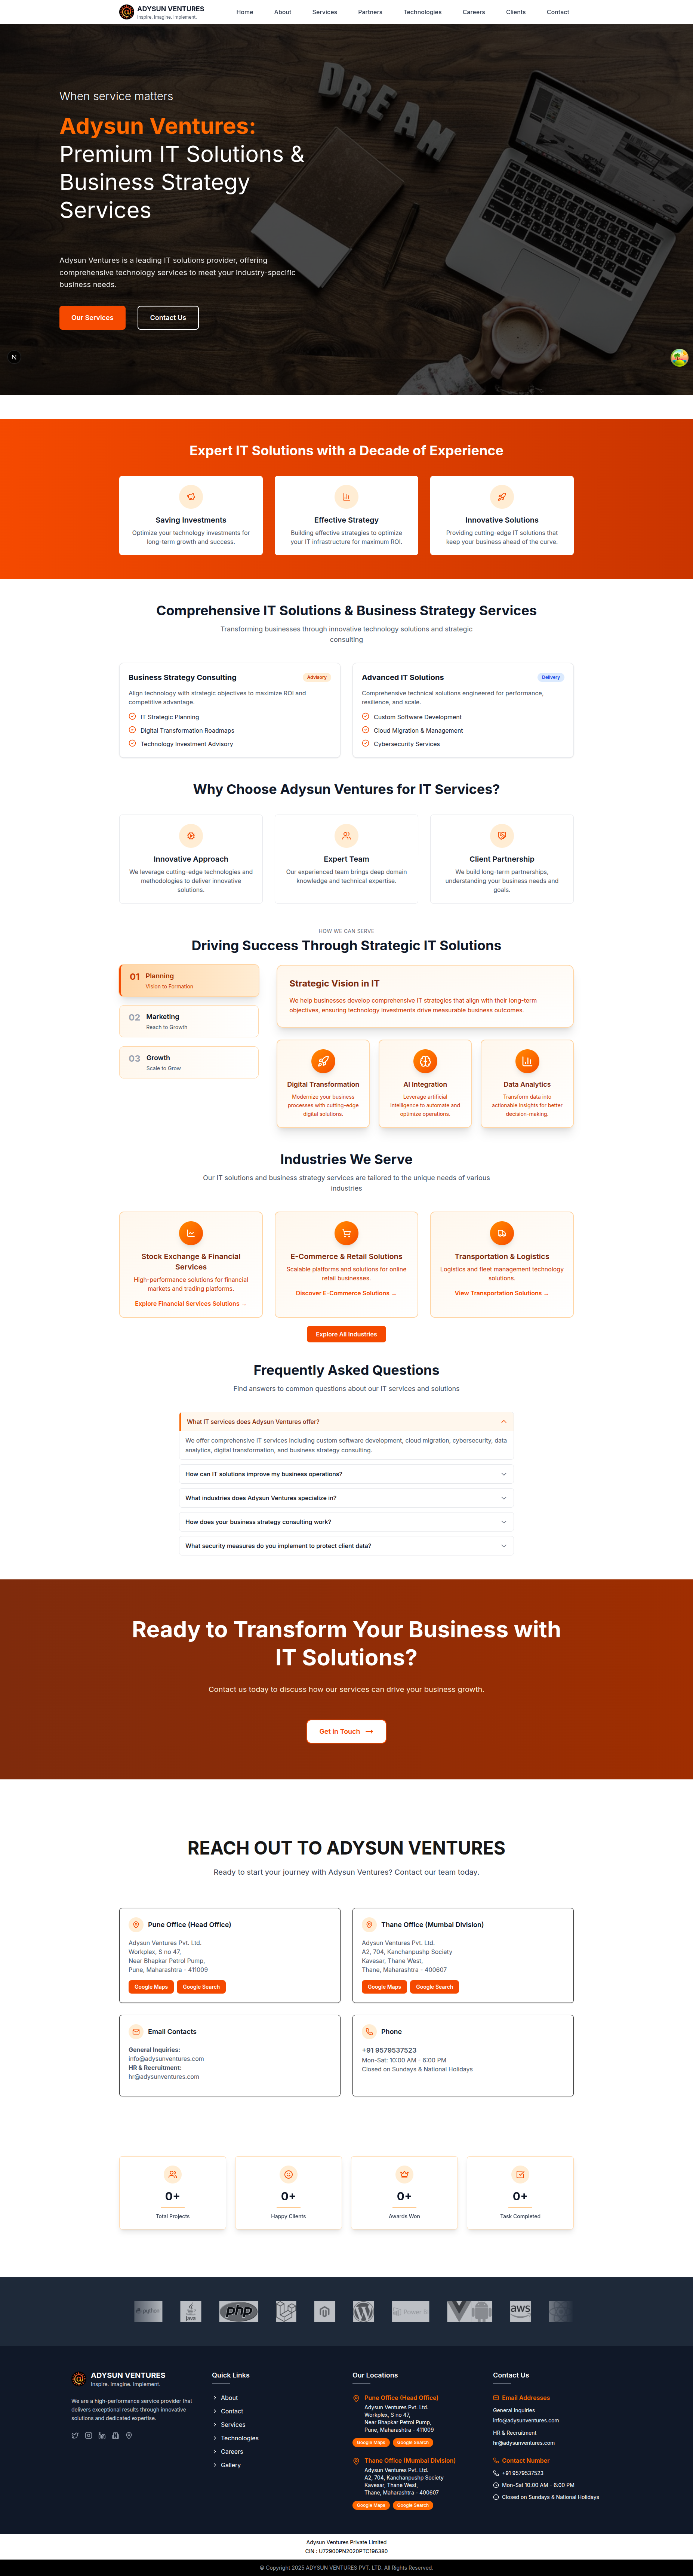 ADYSUN VENTURES
Inspire. Imagine. Implement.
Home About Services Partners Technologies Careers Clients Contact
DREAM
When service matters
Adysun Ventures:
Premium IT Solutions &
Business Strategy
Services
Adysun Ventures is a leading IT solutions provider, offering
comprehensive technology services to meet your industry-specific
business needs.
Our Services Contact Us
N
Expert IT Solutions with a Decade of Experience
Saving Investments
Optimize your technology investments for
long-term growth and success.
Effective Strategy
Building effective strategies to optimize
your IT infrastructure for maximum ROI.
Innovative Solutions
Providing cutting-edge IT solutions that
keep your business ahead of the curve.
Comprehensive IT Solutions & Business Strategy Services
Transforming businesses through innovative technology solutions and strategic
consulting
Business Strategy Consulting Advisory
Align technology with strategic objectives to maximize ROI and
competitive advantage.
IT Strategic Planning
Digital Transformation Roadmaps
Technology Investment Advisory
Advanced IT Solutions Delivery
Comprehensive technical solutions engineered for performance,
resilience, and scale.
Custom Software Development
Cloud Migration & Management
Cybersecurity Services
Why Choose Adysun Ventures for IT Services?
Innovative Approach
We leverage cutting-edge technologies and
methodologies to deliver innovative
solutions.
Expert Team
Our experienced team brings deep domain
knowledge and technical expertise.
Client Partnership
We build long-term partnerships,
understanding your business needs and
goals.
HOW WE CAN SERVE
Driving Success Through Strategic IT Solutions
01 Planning
Vision to Formation
02 Marketing
Reach to Growth
03 Growth
Scale to Grow
Strategic Vision in IT
We help businesses develop comprehensive IT strategies that align with their long-term
objectives, ensuring technology investments drive measurable business outcomes.
Digital Transformation
Modernize your business
processes with cutting-edge
digital solutions.
AI Integration
Leverage artificial
intelligence to automate and
optimize operations.
Data Analytics
Transform data into
actionable insights for better
decision-making.
Industries We Serve
Our IT solutions and business strategy services are tailored to the unique needs of various
industries
Stock Exchange & Financial
Services
High-performance solutions for financial
markets and trading platforms.
Explore Financial Services Solutions →
E-Commerce & Retail Solutions
Scalable platforms and solutions for online
retail businesses.
Discover E-Commerce Solutions →
Transportation & Logistics
Logistics and fleet management technology
solutions.
View Transportation Solutions →
Explore All Industries
Frequently Asked Questions
Find answers to common questions about our IT services and solutions
What IT services does Adysun Ventures offer?
We offer comprehensive IT services including custom software development, cloud migration, cybersecurity, data
analytics, digital transformation, and business strategy consulting.
How can IT solutions improve my business operations?
What industries does Adysun Ventures specialize in?
How does your business strategy consulting work?
What security measures do you implement to protect client data?
Ready to Transform Your Business with
IT Solutions?
Contact us today to discuss how our services can drive your business growth.
Get in Touch →
REACH OUT TO ADYSUN VENTURES
Ready to start your journey with Adysun Ventures? Contact our team today.
Pune Office (Head Office)
Adysun Ventures Pvt. Ltd.
Workplex, S no 47,
Near Bhapkar Petrol Pump,
Pune, Maharashtra - 411009
Google Maps Google Search
Thane Office (Mumbai Division)
Adysun Ventures Pvt. Ltd.
A2, 704, Kanchanpushp Society
Kavesar, Thane West,
Thane, Maharashtra - 400607
Google Maps Google Search
Email Contacts
General Inquiries:
info@adysunventures.com
HR & Recruitment:
hr@adysunventures.com
Phone
+91 9579537523
Mon-Sat: 10:00 AM - 6:00 PM
Closed on Sundays & National Holidays
0+
Total Projects
0+
Happy Clients
0+
Awards Won
0+
Task Completed
python Java php Power BI aws
ADYSUN VENTURES
Inspire. Imagine. Implement.
We are a high-performance service provider that
delivers exceptional results through innovative
solutions and dedicated expertise.
Quick Links
About
Contact
Services
Technologies
Careers
Gallery
Our Locations
Pune Office (Head Office)
Adysun Ventures Pvt. Ltd.
Workplex, S no 47,
Near Bhapkar Petrol Pump,
Pune, Maharashtra - 411009
Google Maps Google Search
Thane Office (Mumbai Division)
Adysun Ventures Pvt. Ltd.
A2, 704, Kanchanpushp Society
Kavesar, Thane West,
Thane, Maharashtra - 400607
Google Maps Google Search
Contact Us
Email Addresses
General Inquiries
info@adysunventures.com
HR & Recruitment
hr@adysunventures.com
Contact Number
+91 9579537523
Mon-Sat 10:00 AM - 6:00 PM
Closed on Sundays & National Holidays
Adysun Ventures Private Limited
CIN : U72900PN2020PTC196380
© Copyright 2025 ADYSUN VENTURES PVT. LTD. All Rights Reserved.